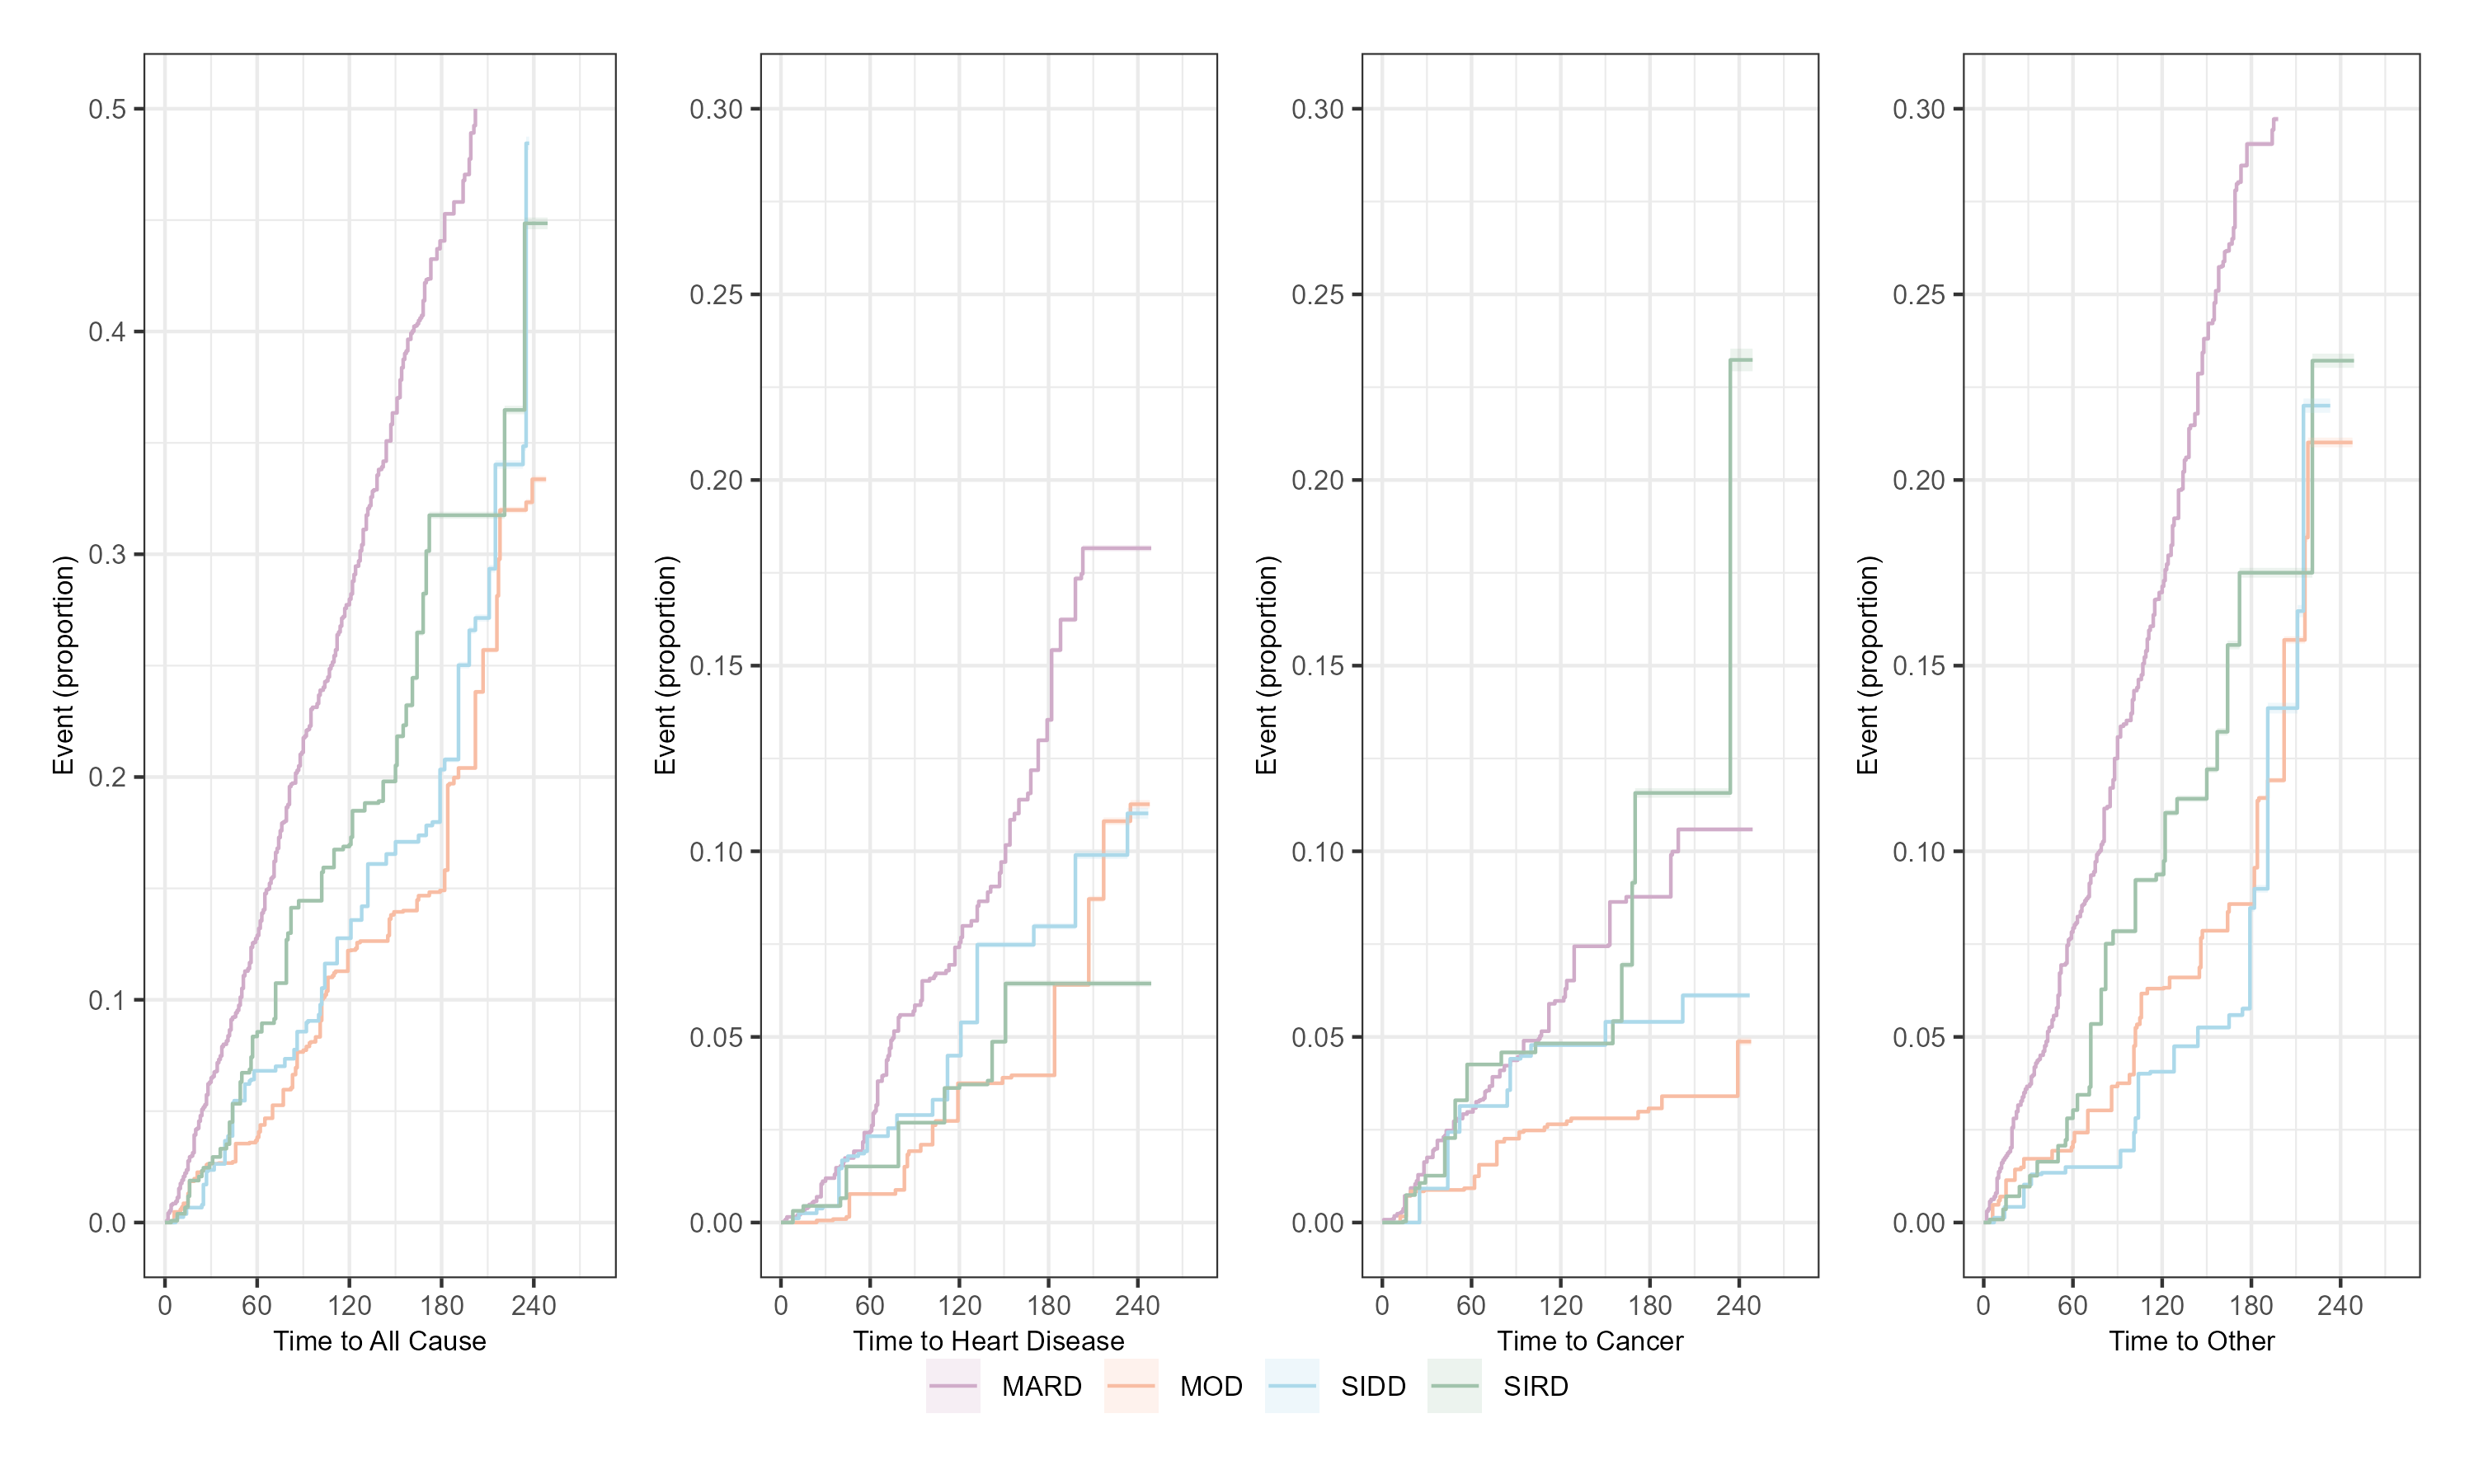 0.5
0.4
0.3
0.2
0.1
0.0
Event (proportion)
0 60 120 180 240
Time to All Cause
0.30
0.25
0.20
0.15
0.10
0.05
0.00
Event (proportion)
0 60 120 180 240
Time to Heart Disease
0.30
0.25
0.20
0.15
0.10
0.05
0.00
Event (proportion)
0 60 120 180 240
Time to Cancer
0.30
0.25
0.20
0.15
0.10
0.05
0.00
Event (proportion)
0 60 120 180 240
Time to Other
MARD MOD SIDD SIRD